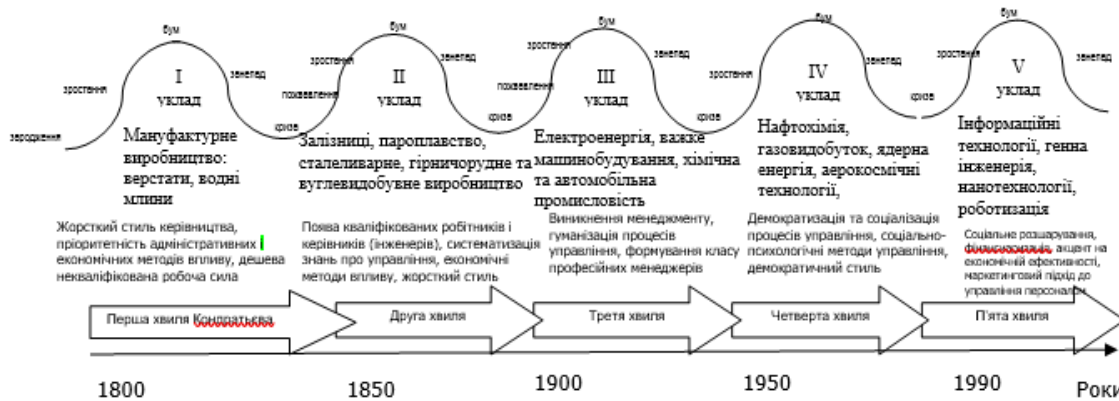 бум
бум
бум
бум
бум
зростання
I
уклад
занепад
зростання
II
уклад
занепад
зростання
III
уклад
занепад
зростання
IV
уклад
занепад
зростання
V
уклад
занепад
зародження
криза
пожвавлення
криза
пожвавлення
криза
криза
Мануфактурне
виробництво:
верстати, водні
млини
Залізниці, пароплавство,
сталеливарне, гірничорудне та
вуглевидобувне виробництво
Електроенергія, важке
машинобудування, хімічна
та автомобільна
промисловість
Нафтохімія,
газовидобуток, ядерна
енергія, аерокосмічні
технології,
Інформаційні
технології, генна
інженерія,
нанотехнології,
роботизація
Жорсткий стиль керівництва,
пріоритетність адміністративних і
економічних методів впливу, дешева
некваліфікована робоча сила
Поява кваліфікованих робітників і
керівників (інженерів), систематизація
знань про управління, економічні
методи впливу, жорсткий стиль
Виникнення менеджменту,
гуманізація процесів
управління, формування класу
професійних менеджерів
Демократизація та соціалізація
процесів управління, соціально-
психологічні методи управління,
демократичний стиль
Соціальне розшарування,
акцент на
економічній ефективності,
маркетинговий підхід до
управління персоналом
Перша хвиля Кондратьєва
Друга хвиля
Третя хвиля
Четверта хвиля
П'ята хвиля
1800
1850
1900
1950
1990
Роки